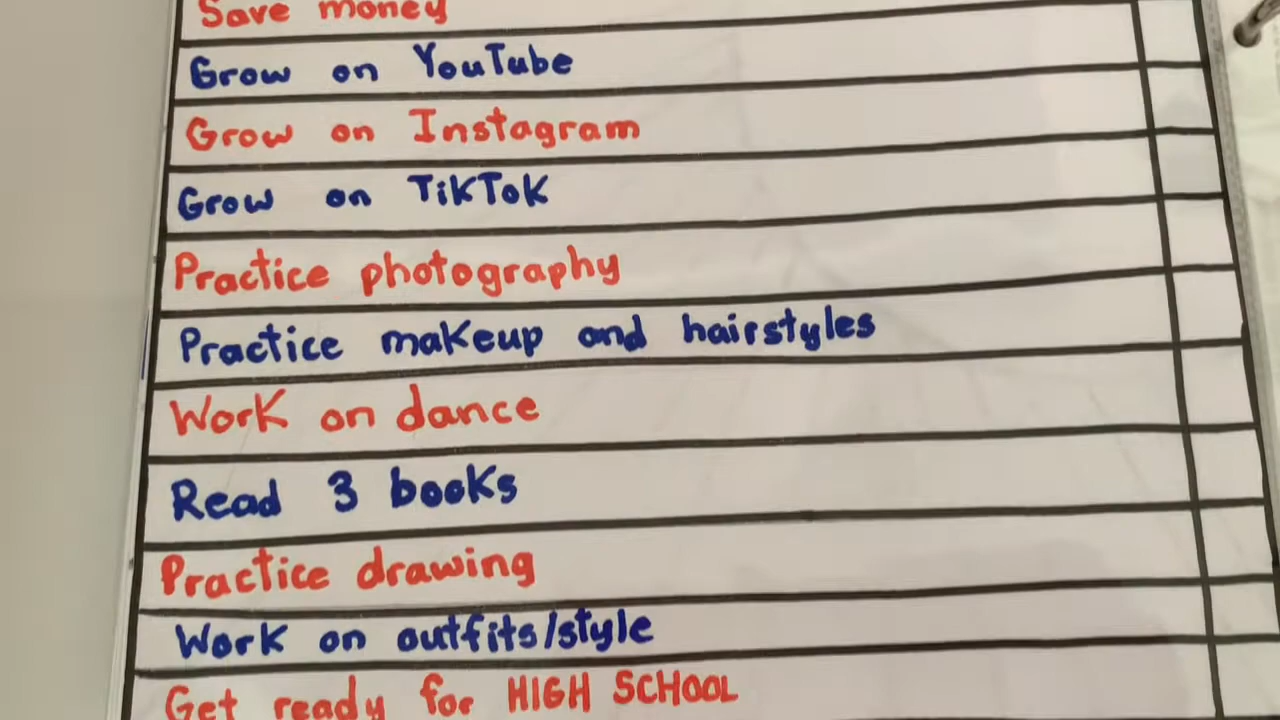 Save money
Grow on YouTube
Grow on Instagram
Grow on TikTok
Practice photography
Practice makeup and hairstyles
Work on dance
Read 3 books
Practice drawing
Work on outfits/style
Get ready for HIGH SCHOOL